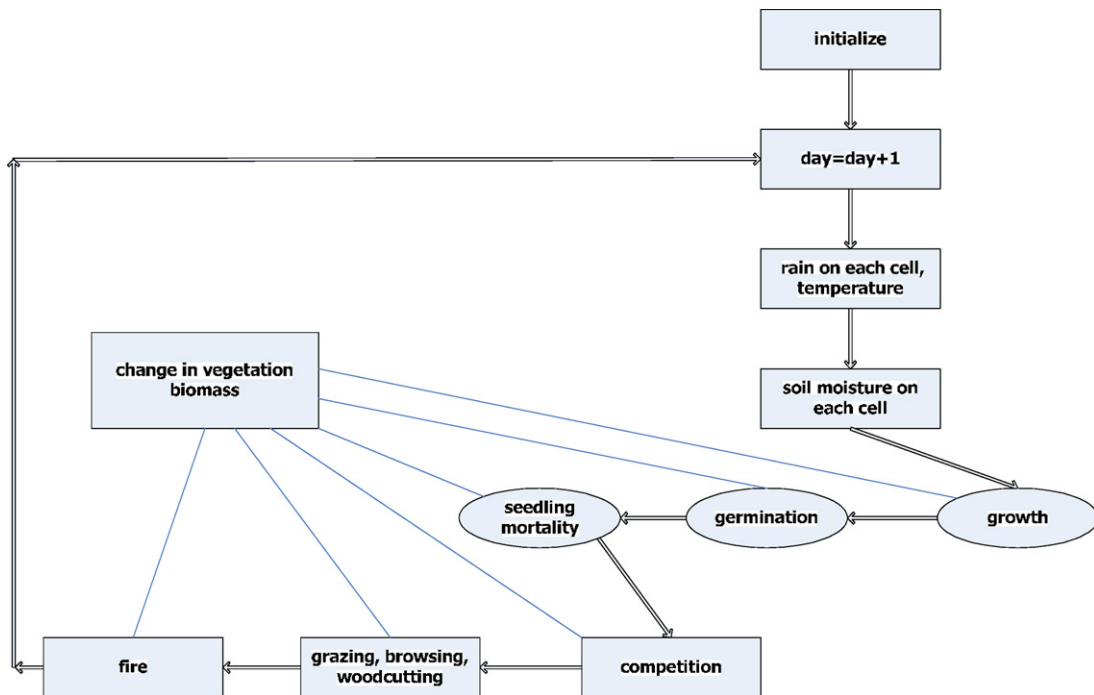 initialize
day=day+1
rain on each cell,
temperature
change in vegetation
biomass
soil moisture on
each cell
seedling
mortality
germination
growth
fire
grazing, browsing,
woodcutting
competition